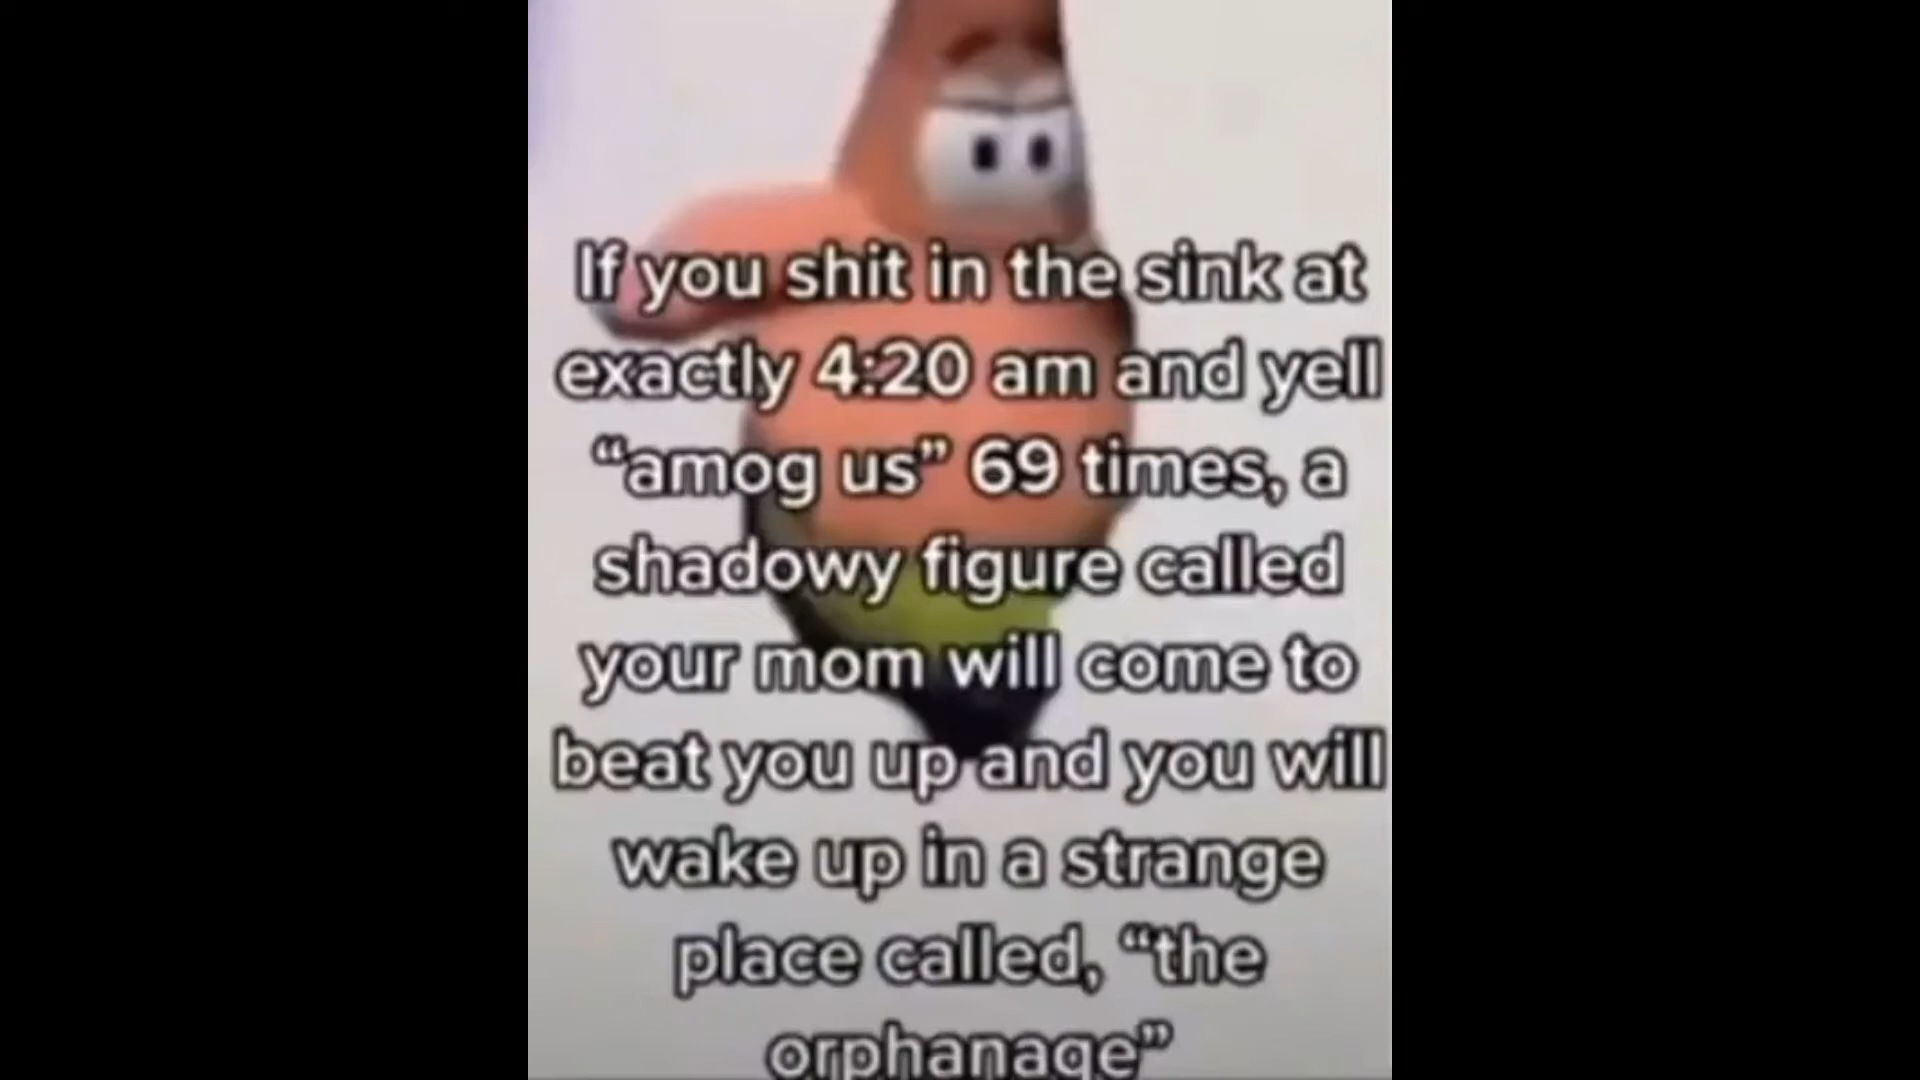 If you shit in the sink at
exactly 4:20 am and yell
“amog us” 69 times, a
shadowy figure called
your mom will come to
beat you up and you will
wake up in a strange
place called, “the
orphanage”